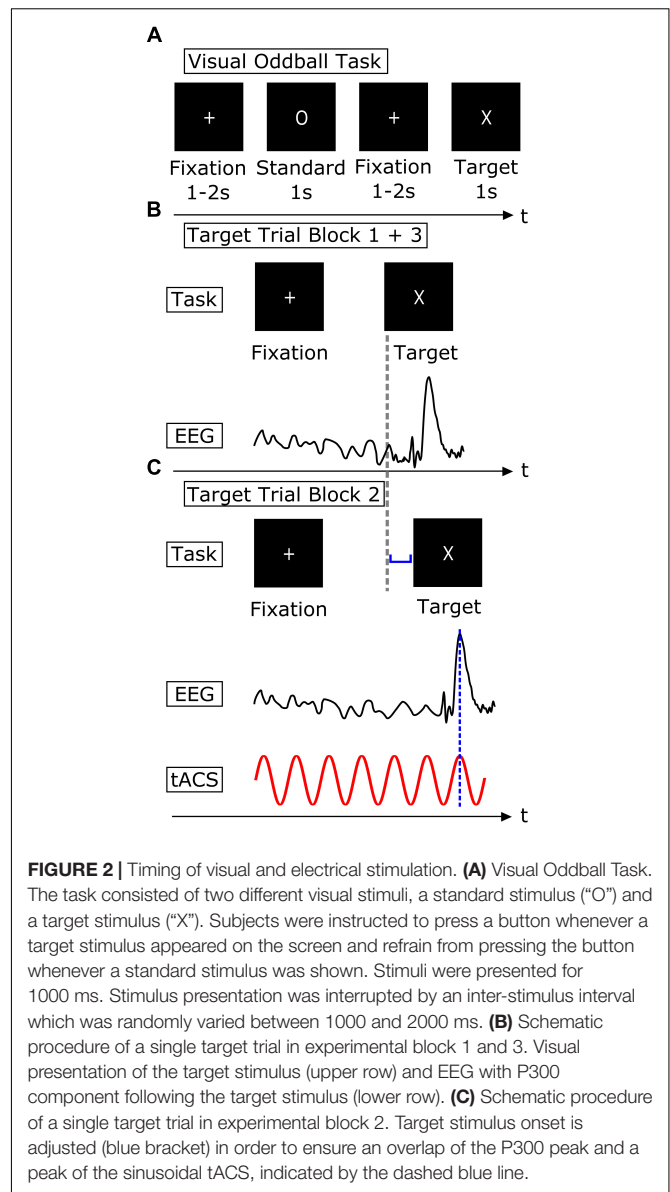 A
Visual Oddball Task
+ O + X
Fixation Standard Fixation Target
1-2s 1s 1-2s 1s
t
B
Target Trial Block 1 + 3
Task + X
Fixation Target
EEG
t
C
Target Trial Block 2
Task + X
Fixation Target
EEG
tACS
t
FIGURE 2 | Timing of visual and electrical stimulation. (A) Visual Oddball Task.
The task consisted of two different visual stimuli, a standard stimulus (“O”) and
a target stimulus (“X”). Subjects were instructed to press a button whenever a
target stimulus appeared on the screen and refrain from pressing the button
whenever a standard stimulus was shown. Stimuli were presented for
1000 ms. Stimulus presentation was interrupted by an inter-stimulus interval
which was randomly varied between 1000 and 2000 ms. (B) Schematic
procedure of a single target trial in experimental block 1 and 3. Visual
presentation of the target stimulus (upper row) and EEG with P300
component following the target stimulus (lower row). (C) Schematic procedure
of a single target trial in experimental block 2. Target stimulus onset is
adjusted (blue bracket) in order to ensure an overlap of the P300 peak and a
peak of the sinusoidal tACS, indicated by the dashed blue line.